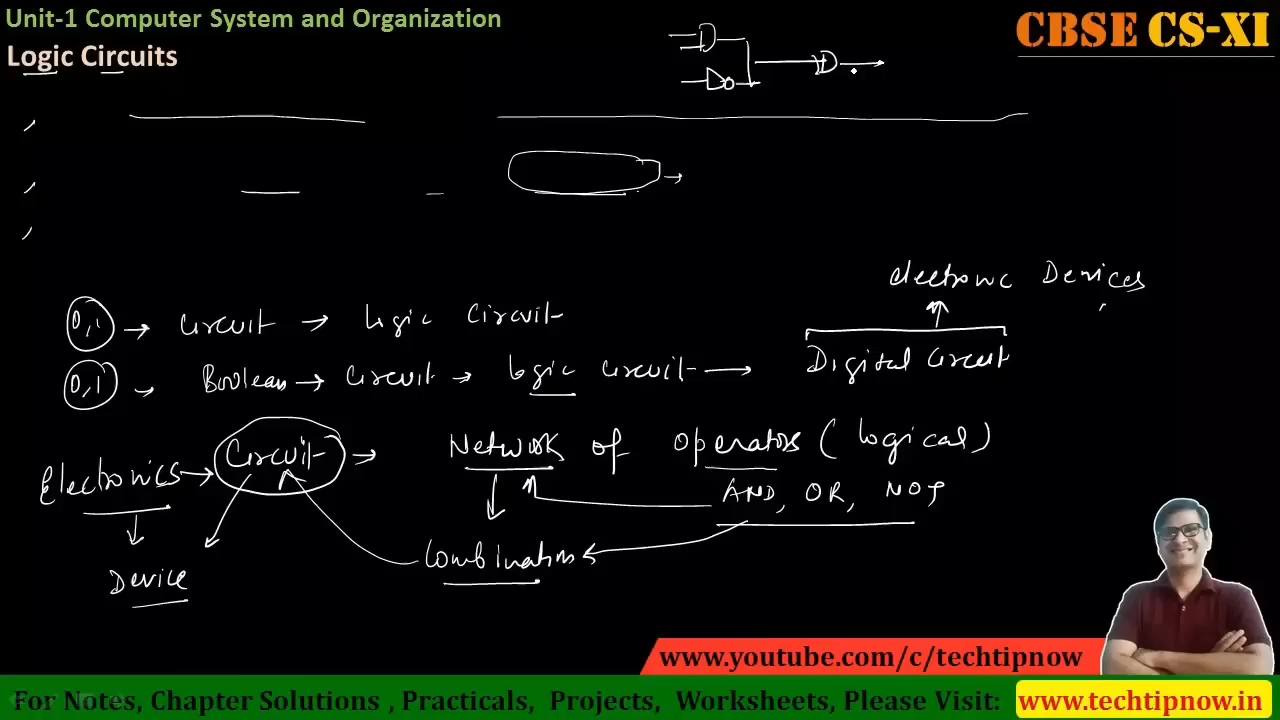 Unit-1 Computer System and Organization
CBSE CS-XI
Logic Circuits
electronic Devices
0,1 → Circuit → Logic Circuit
0,1 → Boolean → Circuit → Logic Circuit → Digital Circuit
Electronics → Circuit → Network of operators (Logical)
AND, OR, NOT
Combinations
Device
www.youtube.com/c/techtipnow
For Notes, Chapter Solutions , Practicals, Projects, Worksheets, Please Visit: www.techtipnow.in